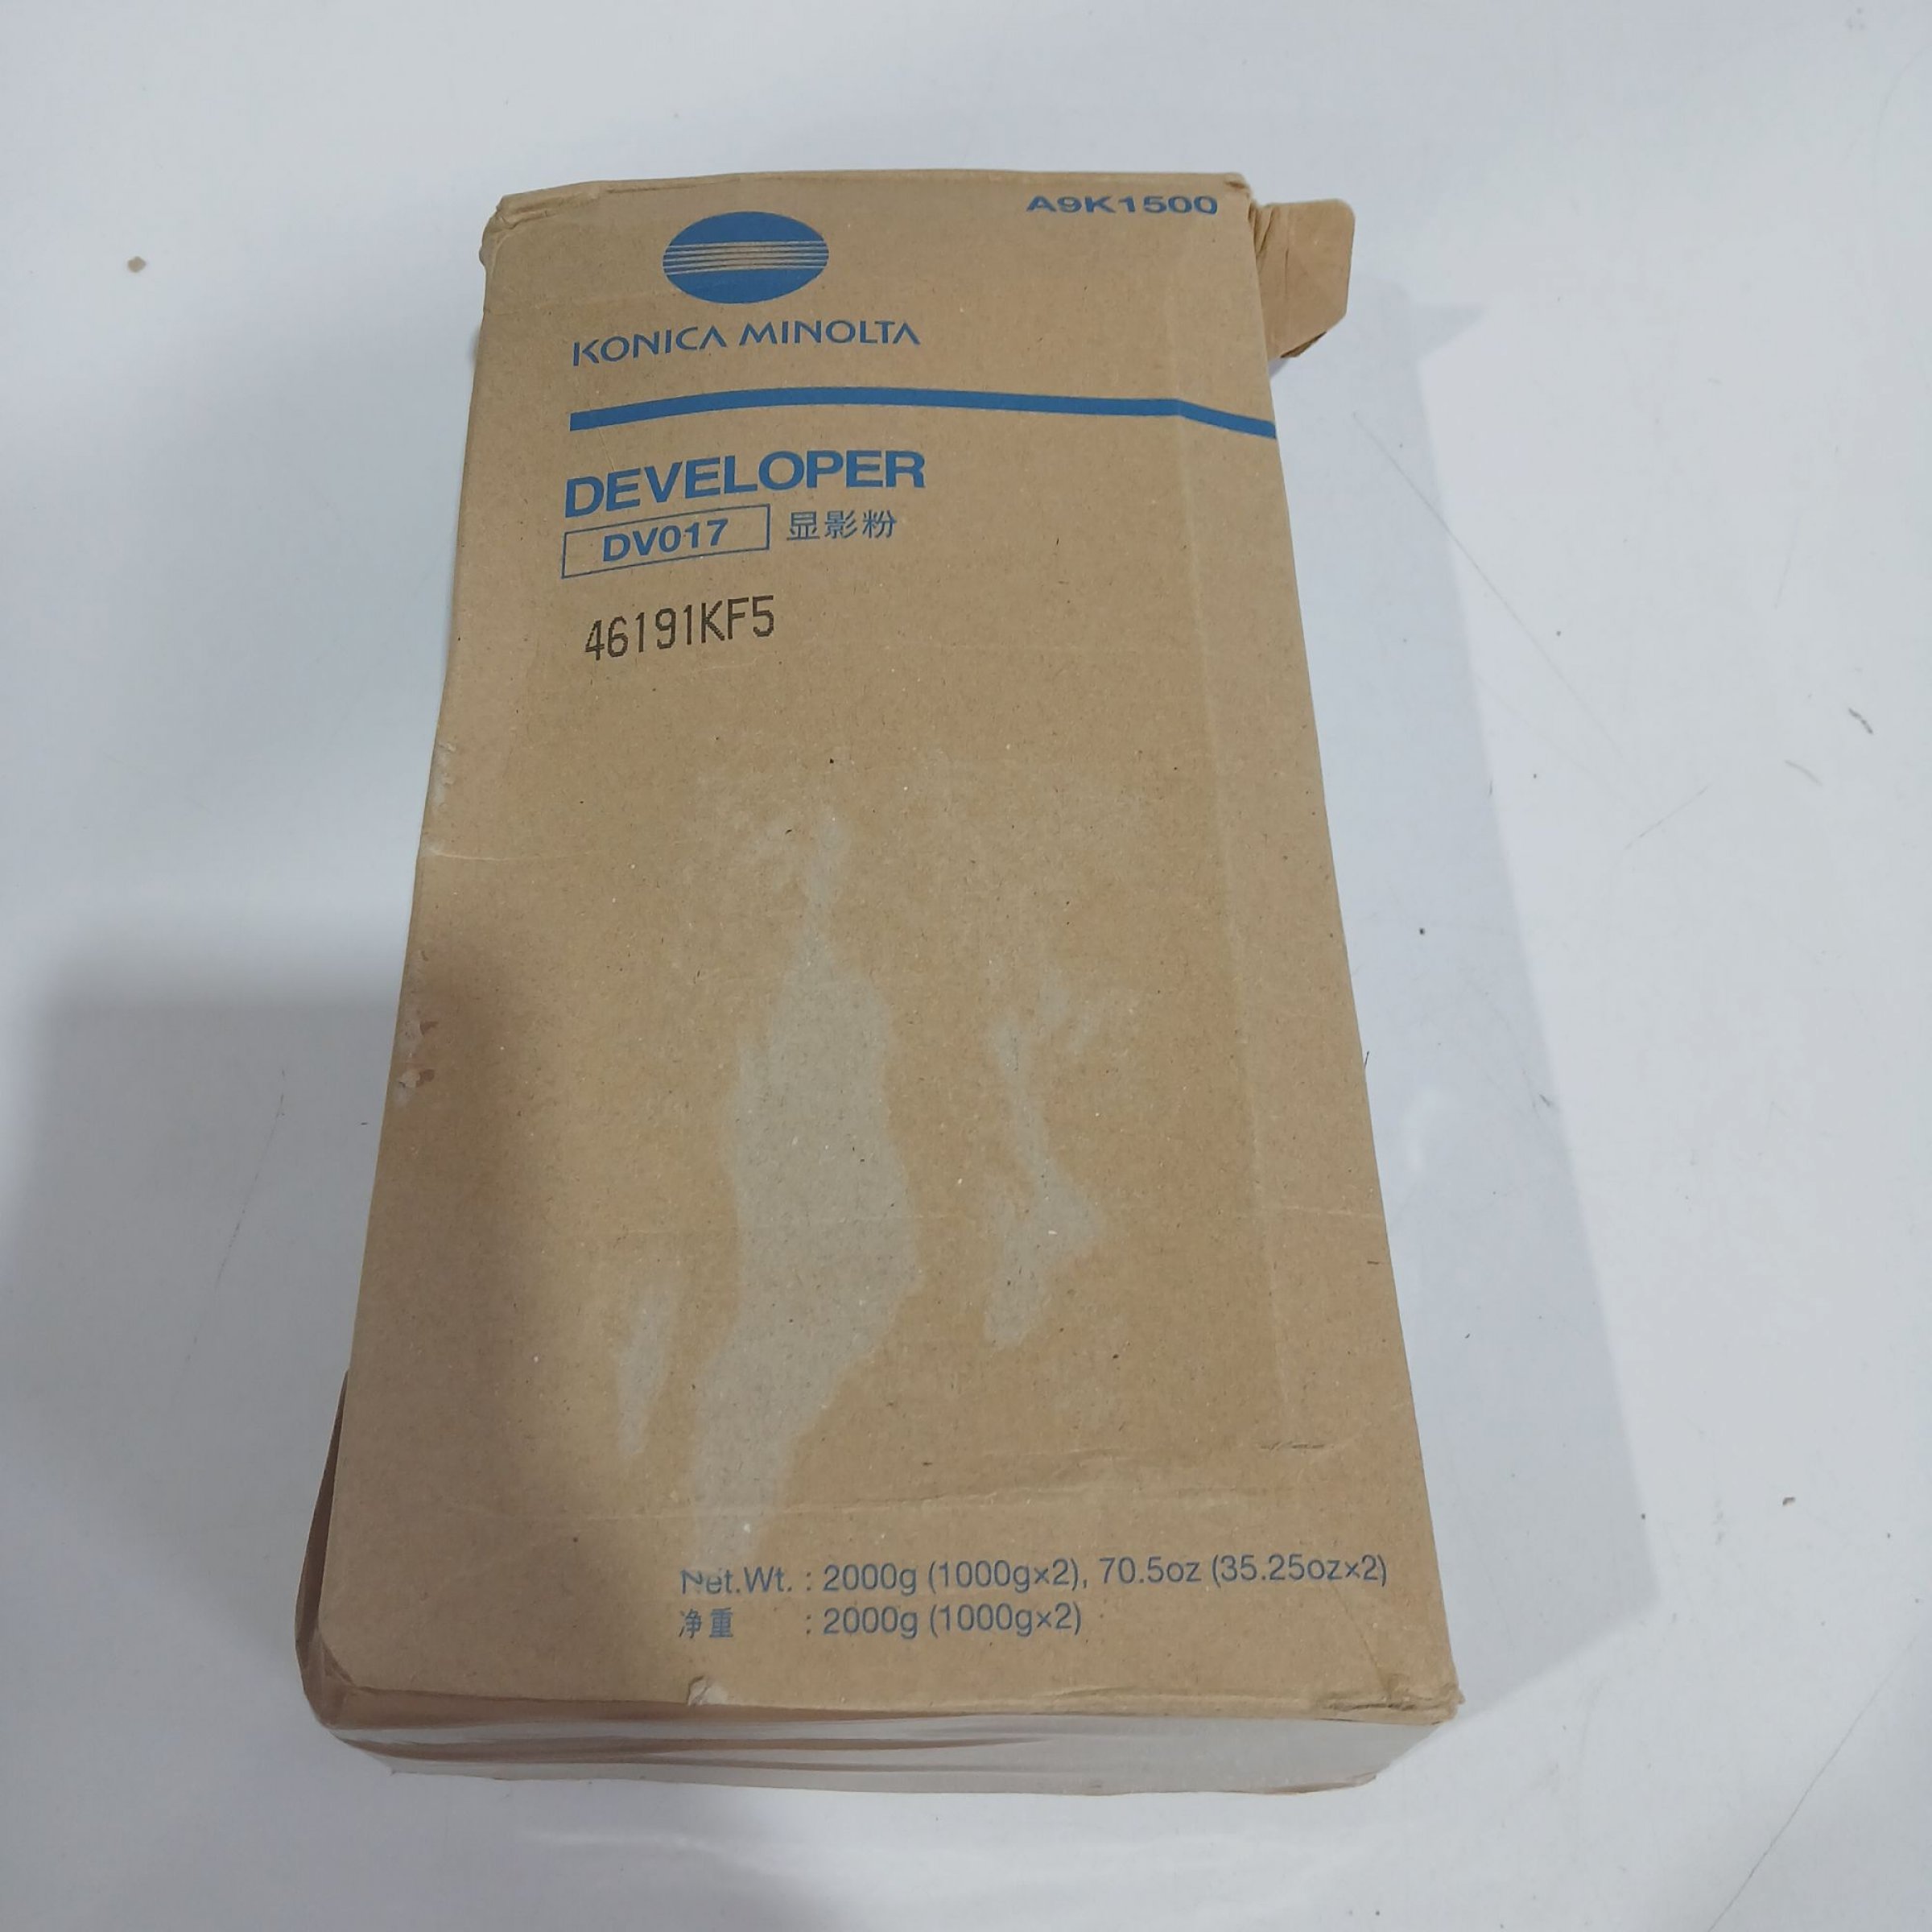 A9K1500
KONICA MINOLTA
DEVELOPER
DV017 显影粉
46191KF5
Net.Wt. : 2000g (1000g×2), 70.5oz (35.25oz×2)
净重 : 2000g (1000g×2)